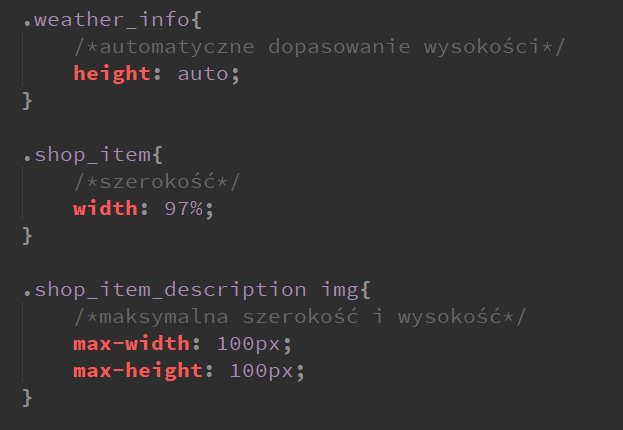 .weather_info{
/*automatyczne dopasowanie wysokości*/
height: auto;
}
.shop_item{
/*szerokość*/
width: 97%;
}
.shop_item_description img{
/*maksymalna szerokość i wysokość*/
max-width: 100px;
max-height: 100px;
}